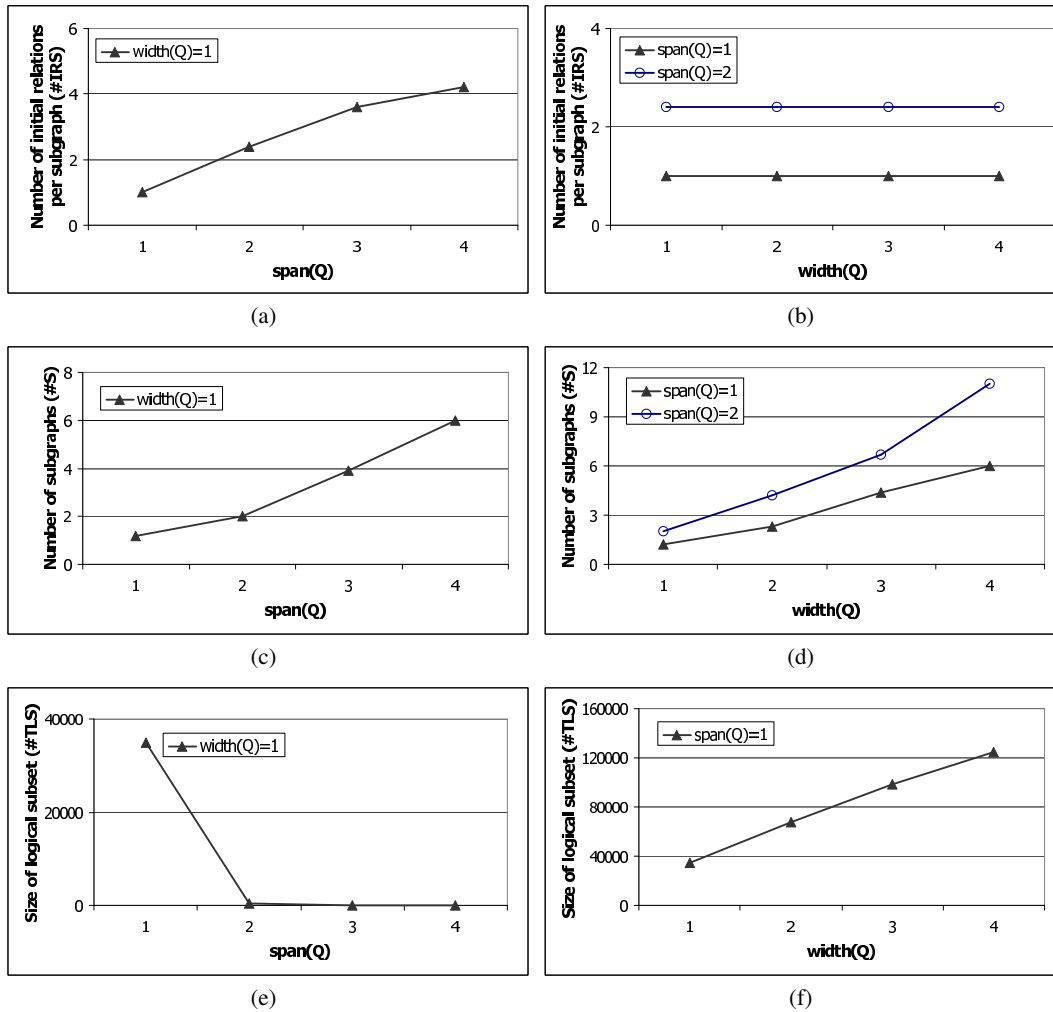 Number of initial relations
per subgraph (#IRS)
6
4
2
0
width(Q)=1
1 2 3 4
span(Q)
(a)
Number of initial relations
per subgraph (#IRS)
4
2
0
span(Q)=1
span(Q)=2
1 2 3 4
width(Q)
(b)
Number of subgraphs (#S)
8
6
4
2
0
width(Q)=1
1 2 3 4
span(Q)
(c)
Number of subgraphs (#S)
12
9
6
3
0
span(Q)=1
span(Q)=2
1 2 3 4
width(Q)
(d)
Size of logical subset (#TLS)
40000
20000
0
width(Q)=1
1 2 3 4
span(Q)
(e)
Size of logical subset (#TLS)
160000
120000
80000
40000
0
span(Q)=1
1 2 3 4
width(Q)
(f)